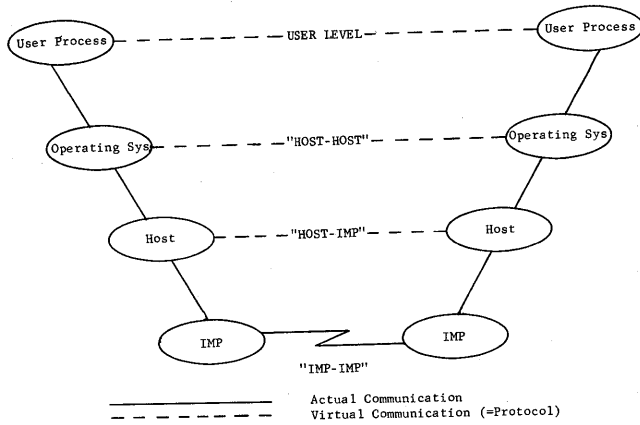 User Process USER LEVEL User Process
Operating Sys "HOST-HOST" Operating Sys
Host "HOST-IMP" Host
IMP IMP
"IMP-IMP"
Actual Communication
Virtual Communication (=Protocol)